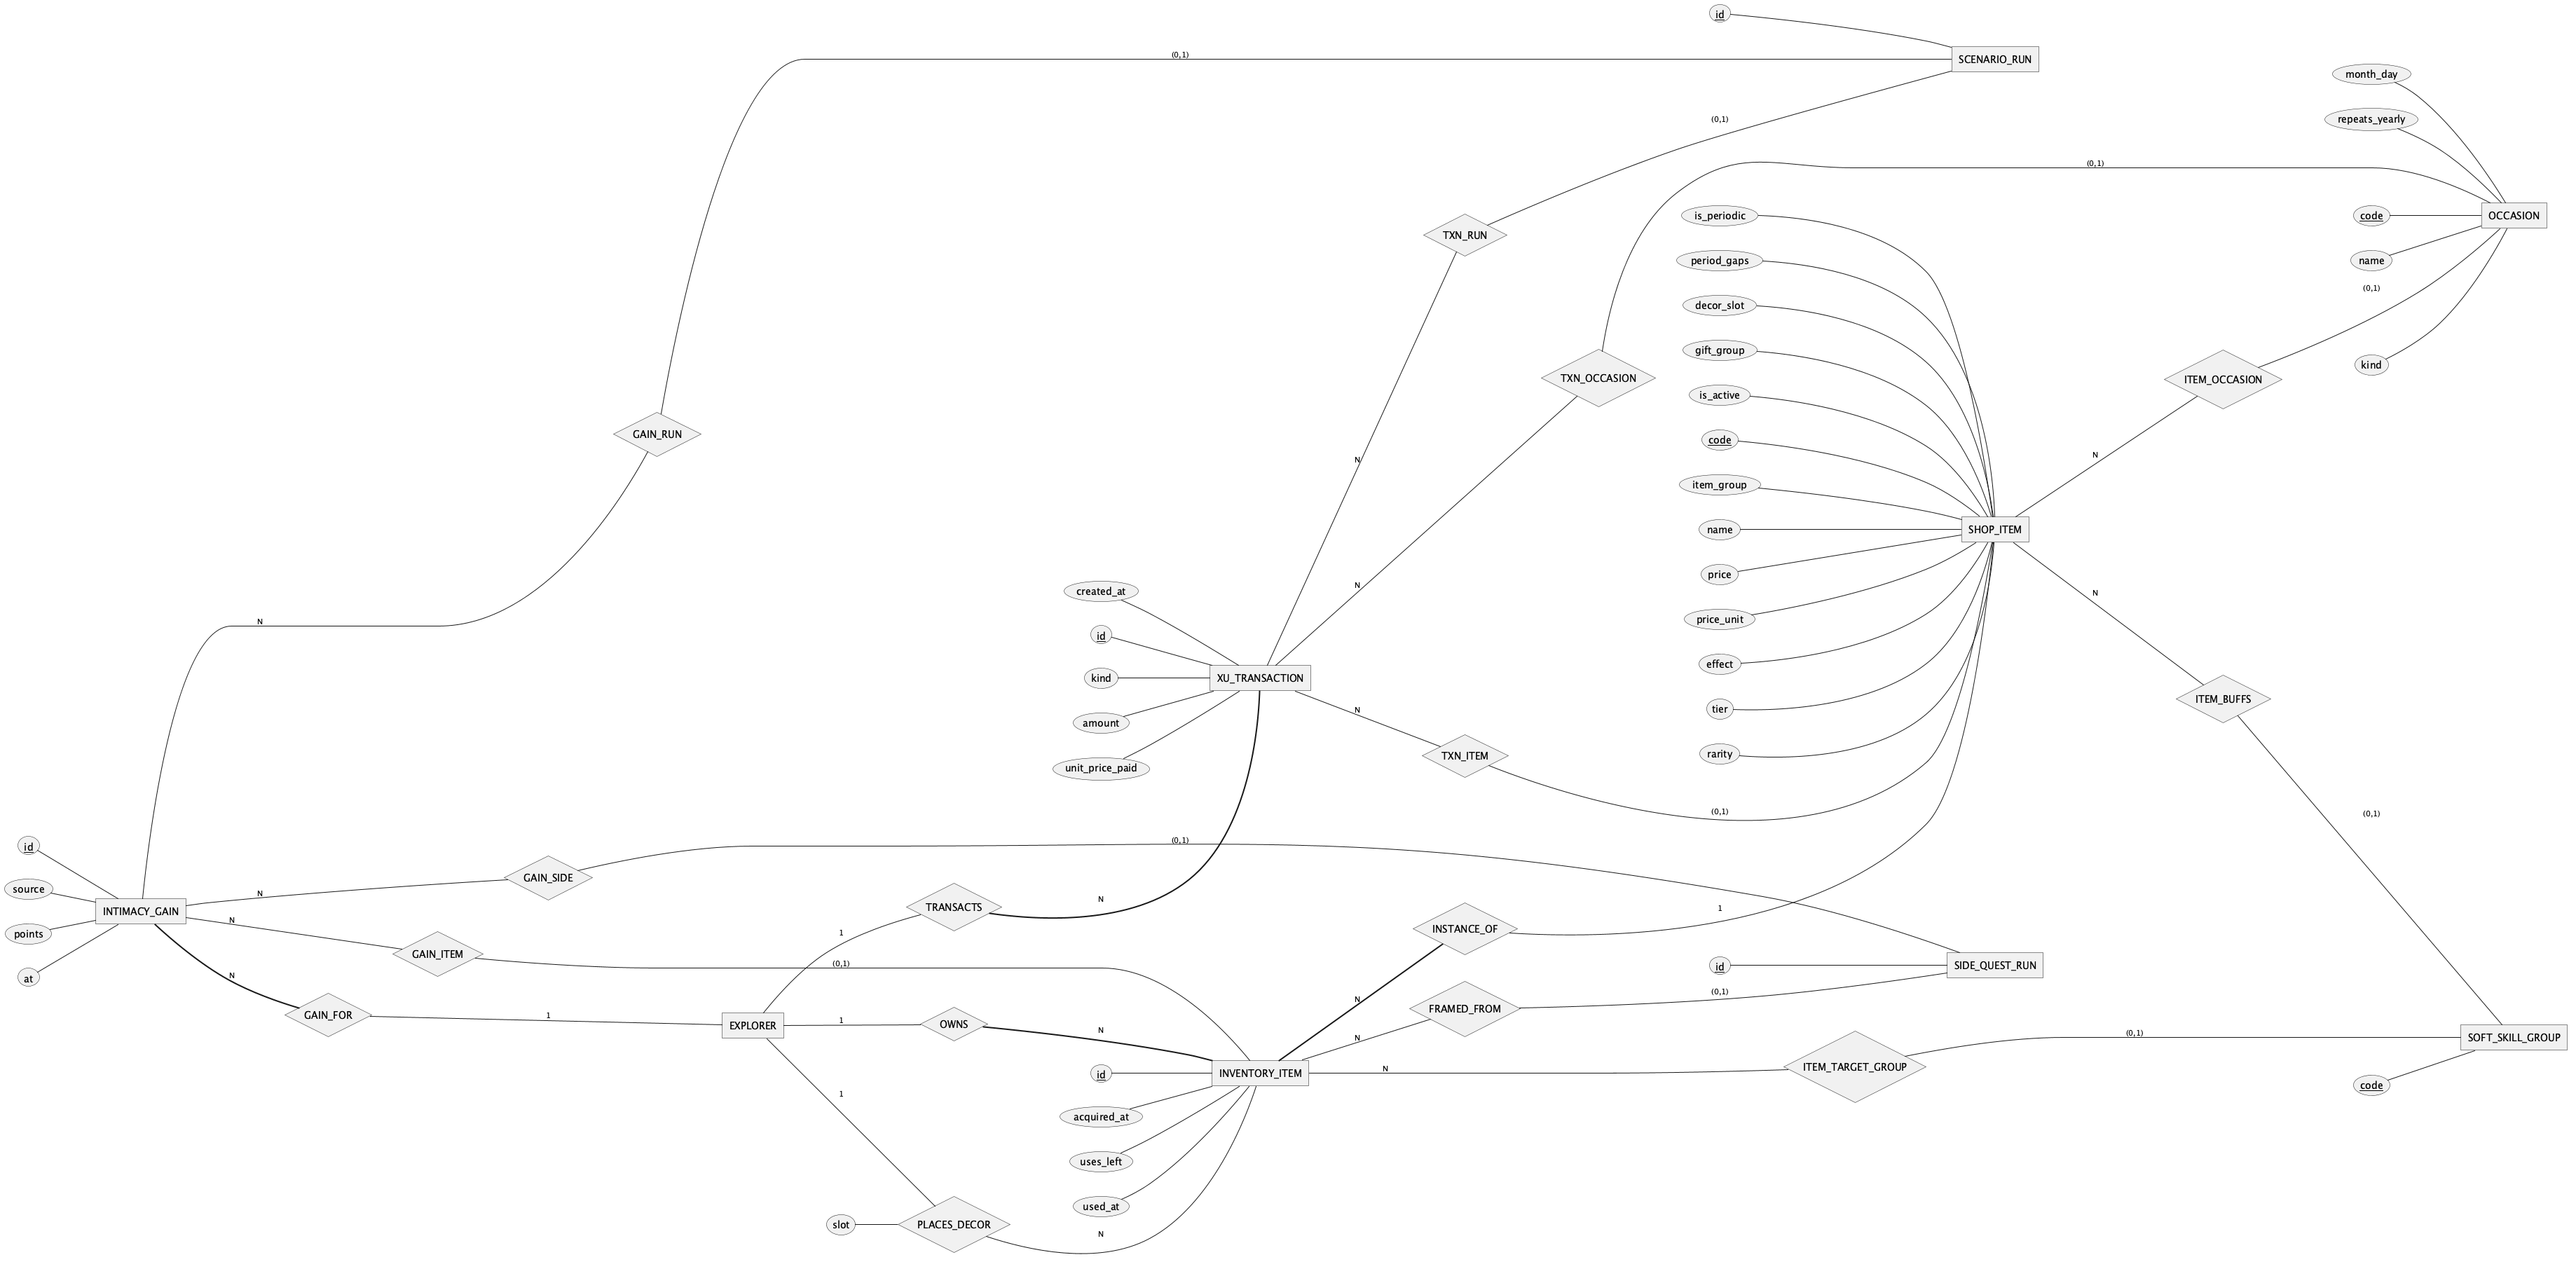 id
(0,1)
SCENARIO_RUN
month_day
(0,1)
repeats_yearly
(0,1)
is_periodic
code
OCCASION
TXN_RUN
period_gaps
name
(0,1)
decor_slot
gift_group
kind
TXN_OCCASION
ITEM_OCCASION
is_active
GAIN_RUN
code
N
N
item_group
name
SHOP_ITEM
price
N
created_at
N
N
price_unit
id
effect
kind
XU_TRANSACTION
ITEM_BUFFS
tier
N
amount
rarity
TXN_ITEM
unit_price_paid
(0,1)
(0,1)
id
(0,1)
GAIN_SIDE
source
N
N
TRANSACTS
1
INTIMACY_GAIN
N
INSTANCE_OF
points
1
GAIN_ITEM
(0,1)
id
SIDE_QUEST_RUN
at
N
(0,1)
N
FRAMED_FROM
GAIN_FOR
1
EXPLORER
1
OWNS
N
N
(0,1)
SOFT_SKILL_GROUP
id
INVENTORY_ITEM
N
ITEM_TARGET_GROUP
code
1
acquired_at
uses_left
used_at
slot
PLACES_DECOR
N